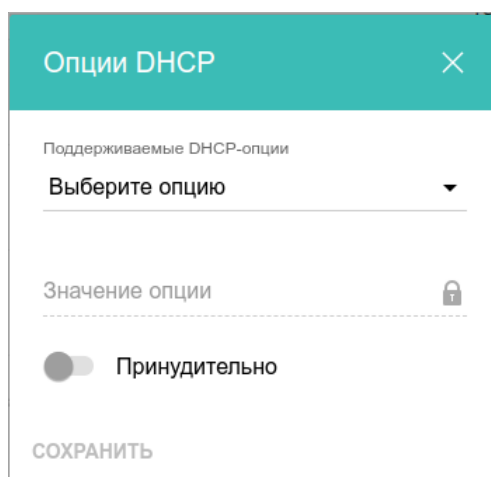 Опции DHCP
Поддерживаемые DHCP-опции
Выберите опцию
Значение опции
Принудительно
СОХРАНИТЬ